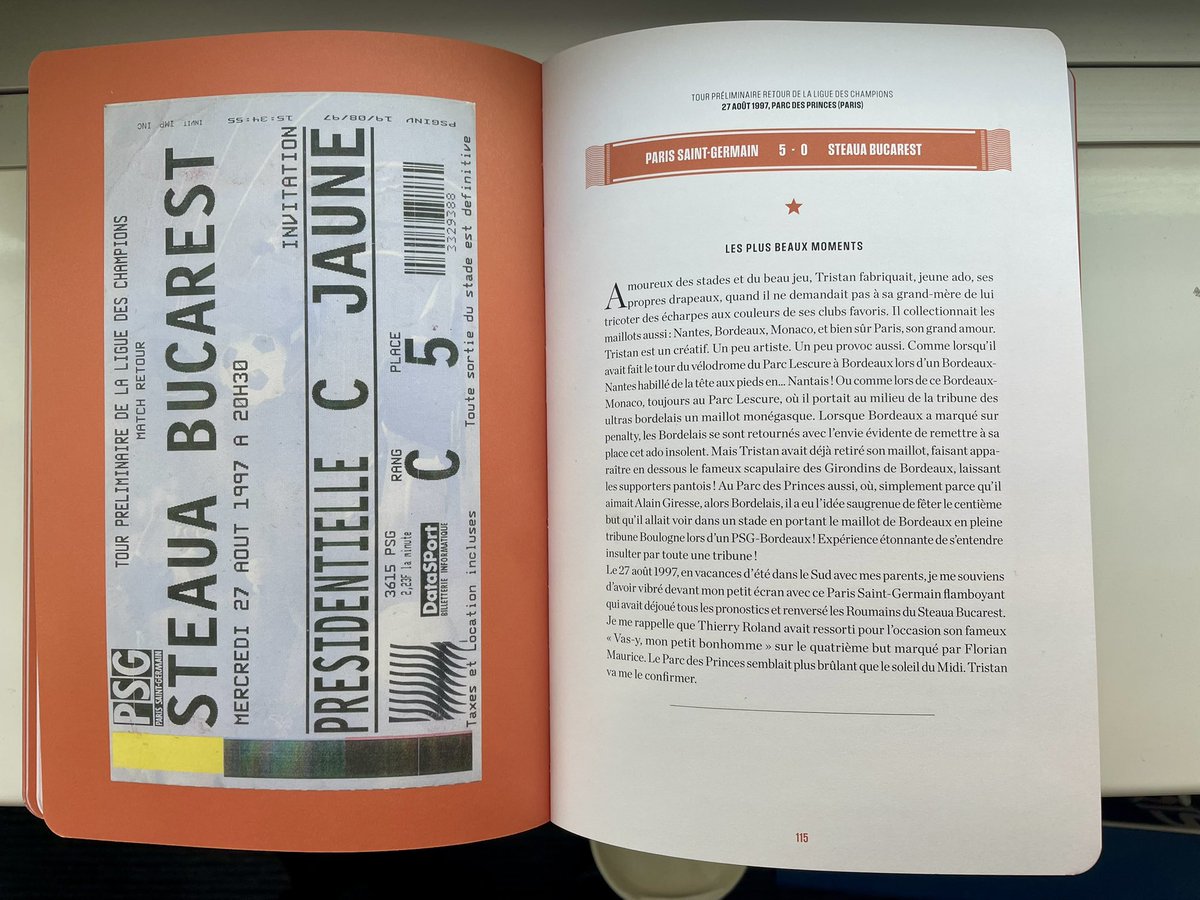 PSG
PARIS SAINT-GERMAIN
TOUR PRELIMINAIRE DE LA LIGUE DES CHAMPIONS
MATCH RETOUR
STEAUA BUCAREST
MERCREDI 27 AOUT 1997 A 20H30
INVITATION
PRESIDENTIELLE C JAUNE
3615 PSG
2,23F la minute
DataSPort
BILLETTERIE INFORMATIQUE
RANG
C
PLACE
5
3329388
Taxes et Location incluses
Toute sortie du stade est définitive
PSGINV 19/08/97 15:34:55 INVIT IMP INC
TOUR PRÉLIMINAIRE RETOUR DE LA LIGUE DES CHAMPIONS
27 AOÛT 1997, PARC DES PRINCES (PARIS)
PARIS SAINT-GERMAIN 5 - 0 STEAUA BUCAREST
LES PLUS BEAUX MOMENTS
Amoureux des stades et du beau jeu, Tristan fabriquait, jeune ado, ses
propres drapeaux, quand il ne demandait pas à sa grand-mère de lui
tricoter des écharpes aux couleurs de ses clubs favoris. Il collectionnait les
maillots aussi : Nantes, Bordeaux, Monaco, et bien sûr Paris, son grand amour.
Tristan est un créatif. Un peu artiste. Un peu provoc aussi. Comme lorsqu'il
avait fait le tour du vélodrome du Parc Lescure à Bordeaux lors d'un Bordeaux-
Nantes habillé de la tête aux pieds en... Nantais ! Ou comme lors de ce Bordeaux-
Monaco, toujours au Parc Lescure, où il portait au milieu de la tribune des
ultras bordelais un maillot monégasque. Lorsque Bordeaux a marqué sur
penalty, les Bordelais se sont retournés avec l'envie évidente de remettre à sa
place cet ado insolent. Mais Tristan avait déjà retiré son maillot, faisant appa-
raître en dessous le fameux scapulaire des Girondins de Bordeaux, laissant
les supporters pantois ! Au Parc des Princes aussi, où, simplement parce qu'il
aimait Alain Giresse, alors Bordelais, il a eu l'idée saugrenue de fêter le centième
but qu'il allait voir dans un stade en portant le maillot de Bordeaux en pleine
tribune Boulogne lors d'un PSG-Bordeaux ! Expérience étonnante de s'entendre
insulter par toute une tribune !
Le 27 août 1997, en vacances d'été dans le Sud avec mes parents, je me souviens
d'avoir vibré devant mon petit écran avec ce Paris Saint-Germain flamboyant
qui avait déjoué tous les pronostics et renversé les Roumains du Steaua Bucarest.
Je me rappelle que Thierry Roland avait ressorti pour l'occasion son fameux
« Vas-y, mon petit bonhomme » sur le quatrième but marqué par Florian
Maurice. Le Parc des Princes semblait plus brûlant que le soleil du Midi. Tristan
va me le confirmer.
115